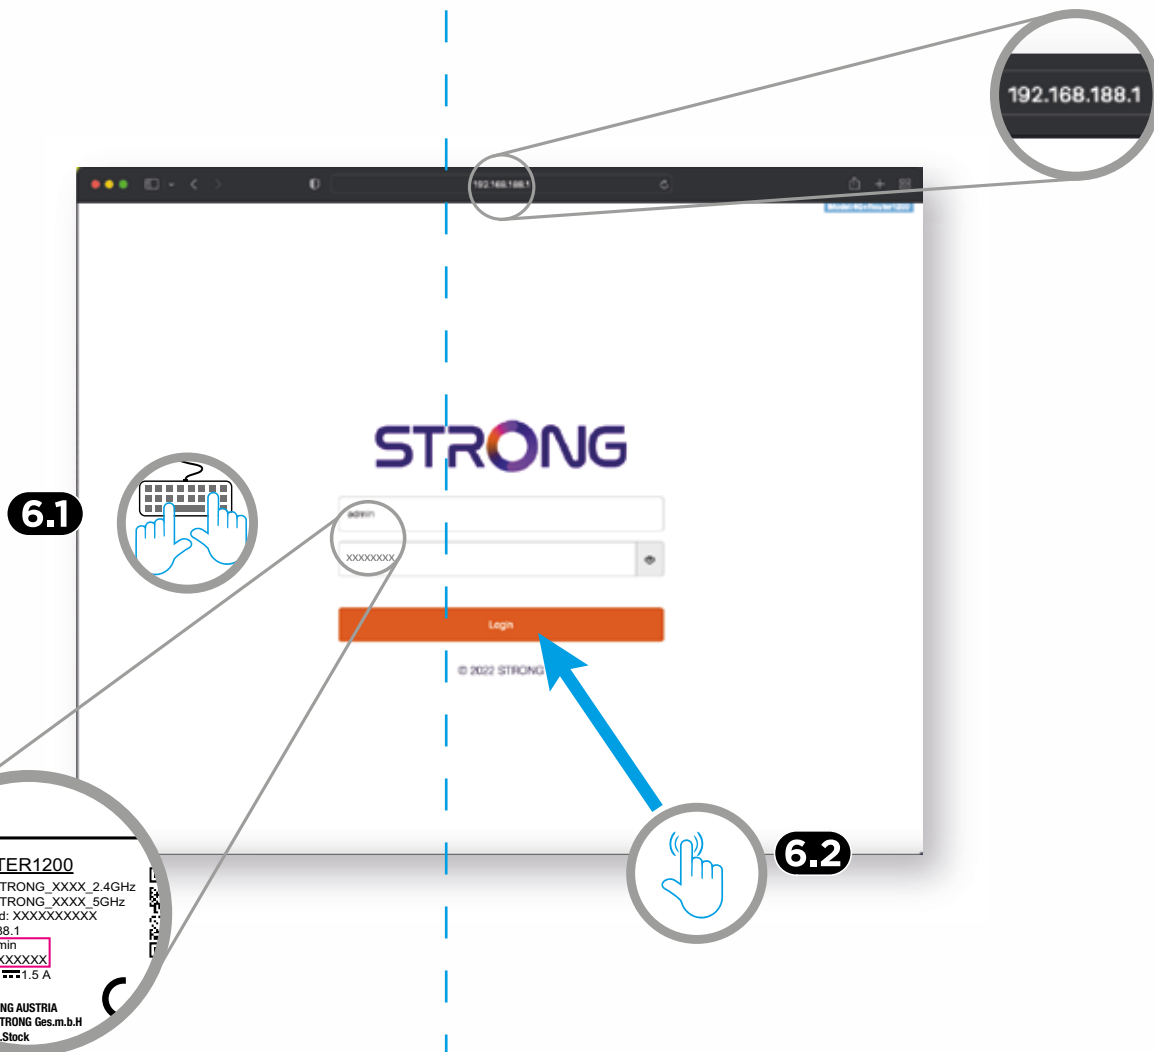 192.168.188.1
192.168.188.1
STRONG
6.1
admin
XXXXXXXX
Login
© 2022 STRONG
6.2
TER1200
TRONG_XXXX_2.4GHz
TRONG_XXXX_5GHz
d: XXXXXXXXXX
88.1
min
XXXXXX
1.5 A
NG AUSTRIA
TRONG Ges.m.b.H
.Stock